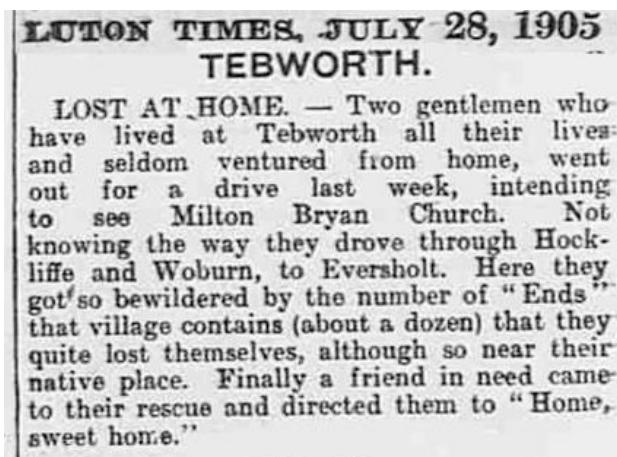 LUTON TIMES, JULY 28, 1905
TEBWORTH.
LOST AT HOME. — Two gentlemen who
have lived at Tebworth all their lives
and seldom ventured from home, went
out for a drive last week, intending
to see Milton Bryan Church. Not
knowing the way they drove through Hock-
liffe and Woburn, to Eversholt. Here they
got so bewildered by the number of "Ends"
that village contains (about a dozen) that they
quite lost themselves, although so near their
native place. Finally a friend in need came
to their rescue and directed them to "Home,
sweet home."